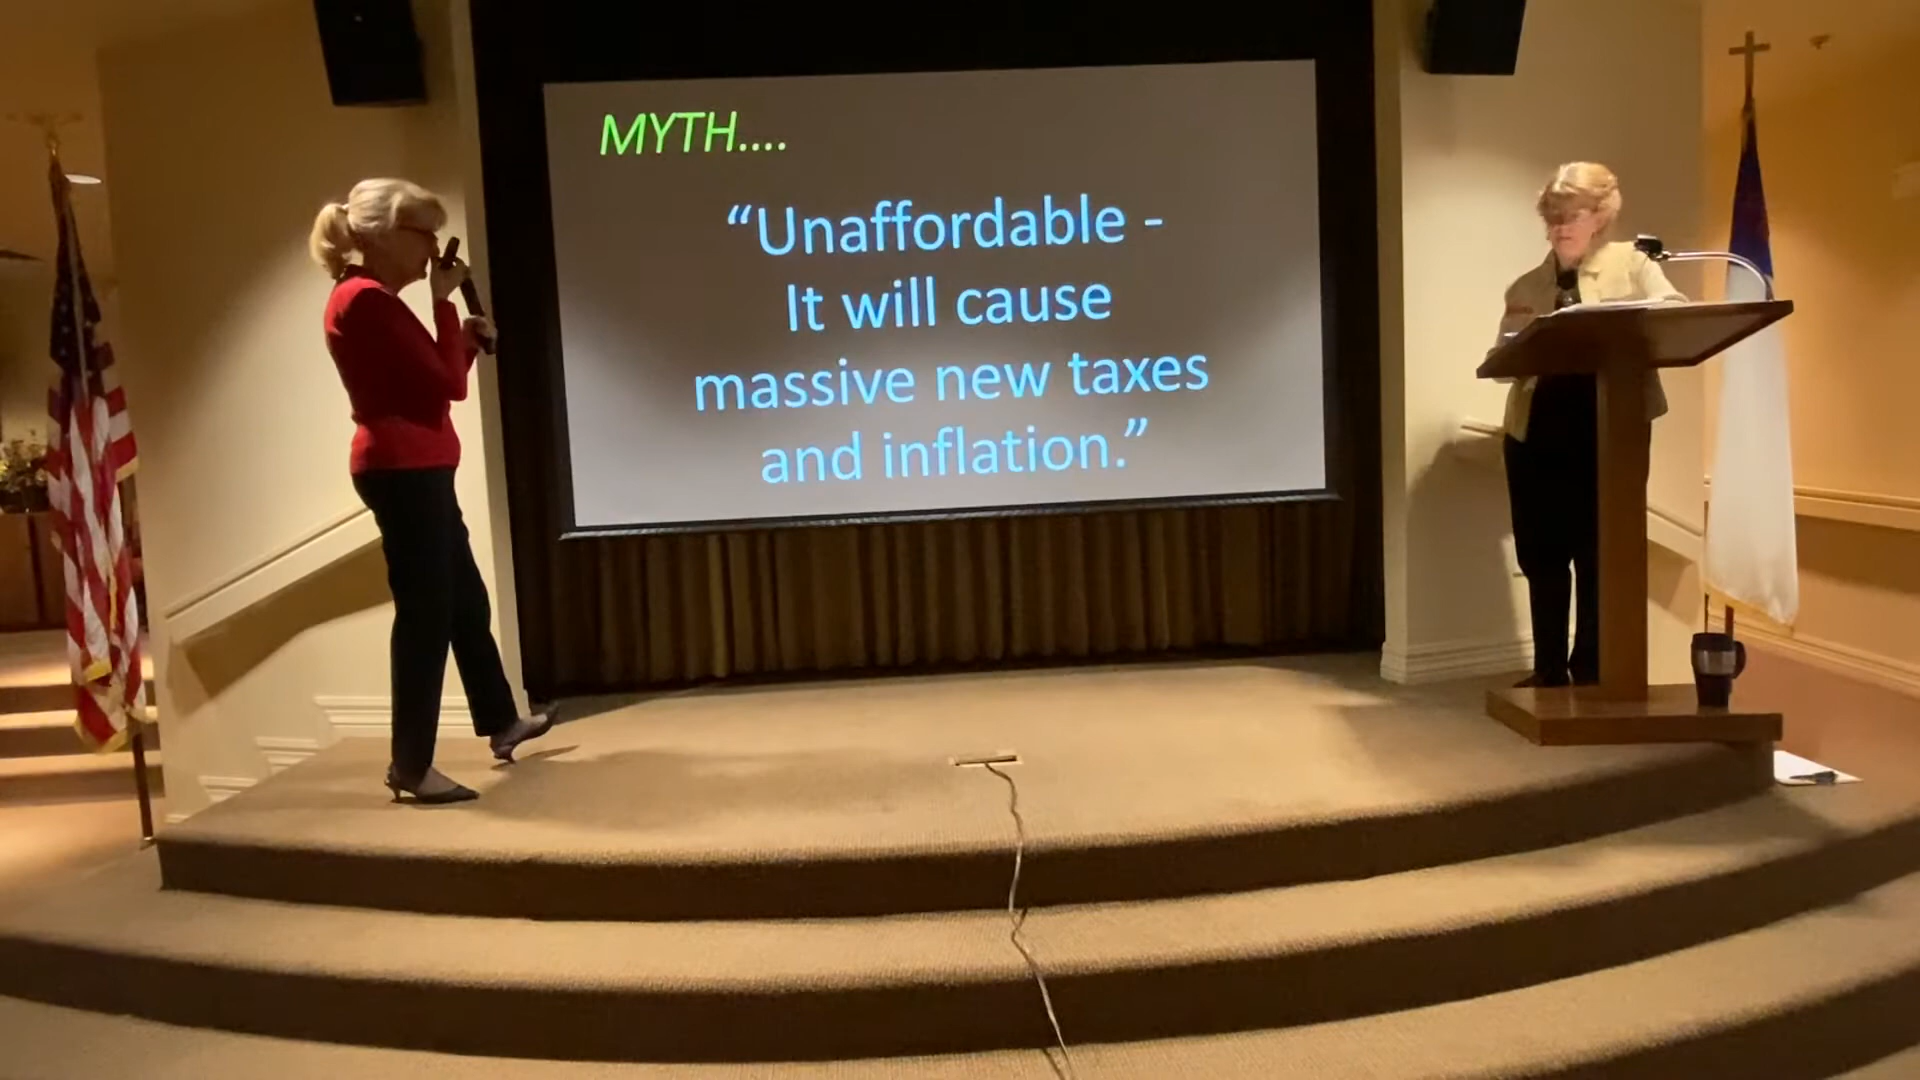 MYTH....
“Unaffordable -
It will cause
massive new taxes
and inflation.”